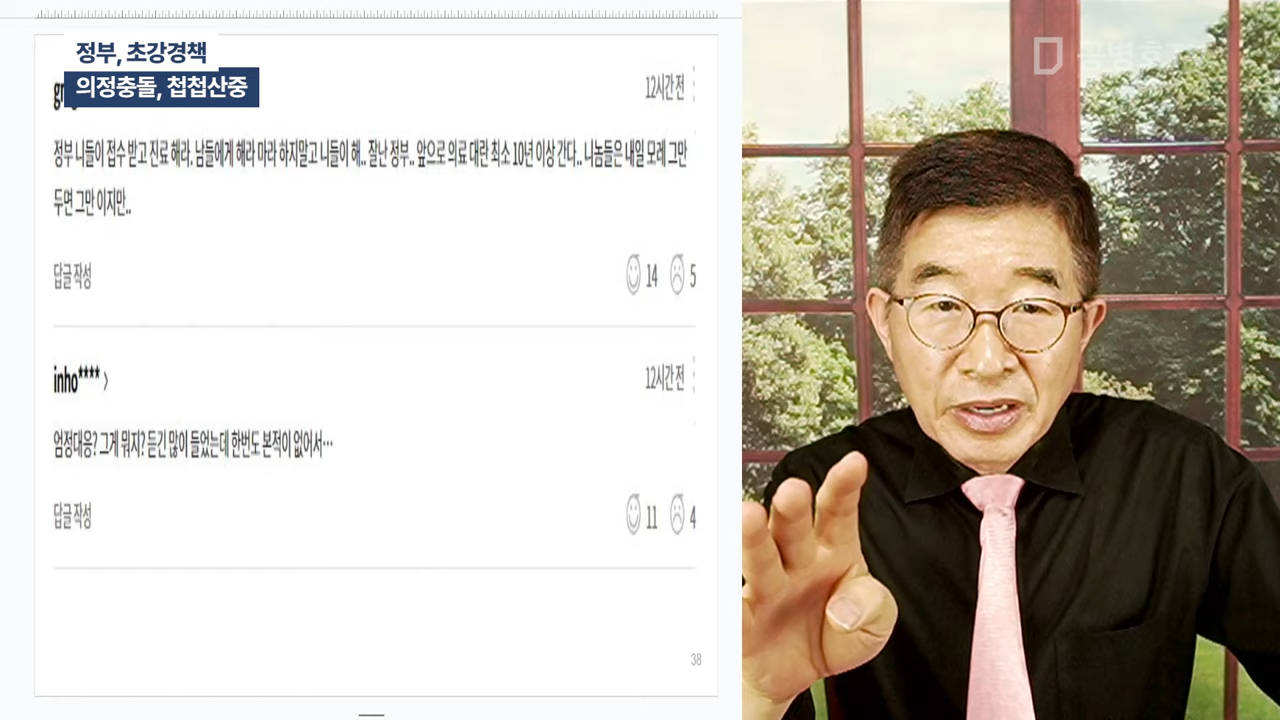 정부, 초강경책
의정충돌, 첩첩산중
12시간 전
정부 니들이 접수 받고 진료 해라. 남들에게 해라 마라 하지말고 니들이 해.. 잘난 정부.. 앞으로 의료 대란 최소 10년 이상 간다.. 니놈들은 내일 모레 그만
두면 그만 이지만..
답글 작성
14
5
inho**** 〉
12시간 전
엄정대응? 그게 뭐지? 듣긴 많이 들었는데 한번도 본적이 없어서…
답글 작성
11
4
38
공병호